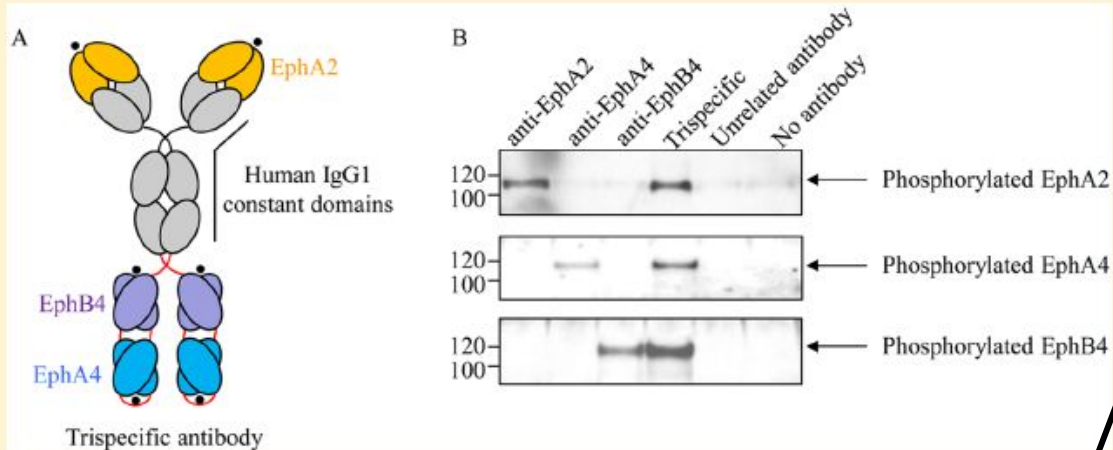 A
EphA2
Human IgG1
constant domains
EphB4
EphA4
Trispecific antibody
B
anti-EphA2
anti-EphA4
anti-EphB4
Trispecific
Unrelated antibody
No antibody
120
100
Phosphorylated EphA2
120
100
Phosphorylated EphA4
120
100
Phosphorylated EphB4